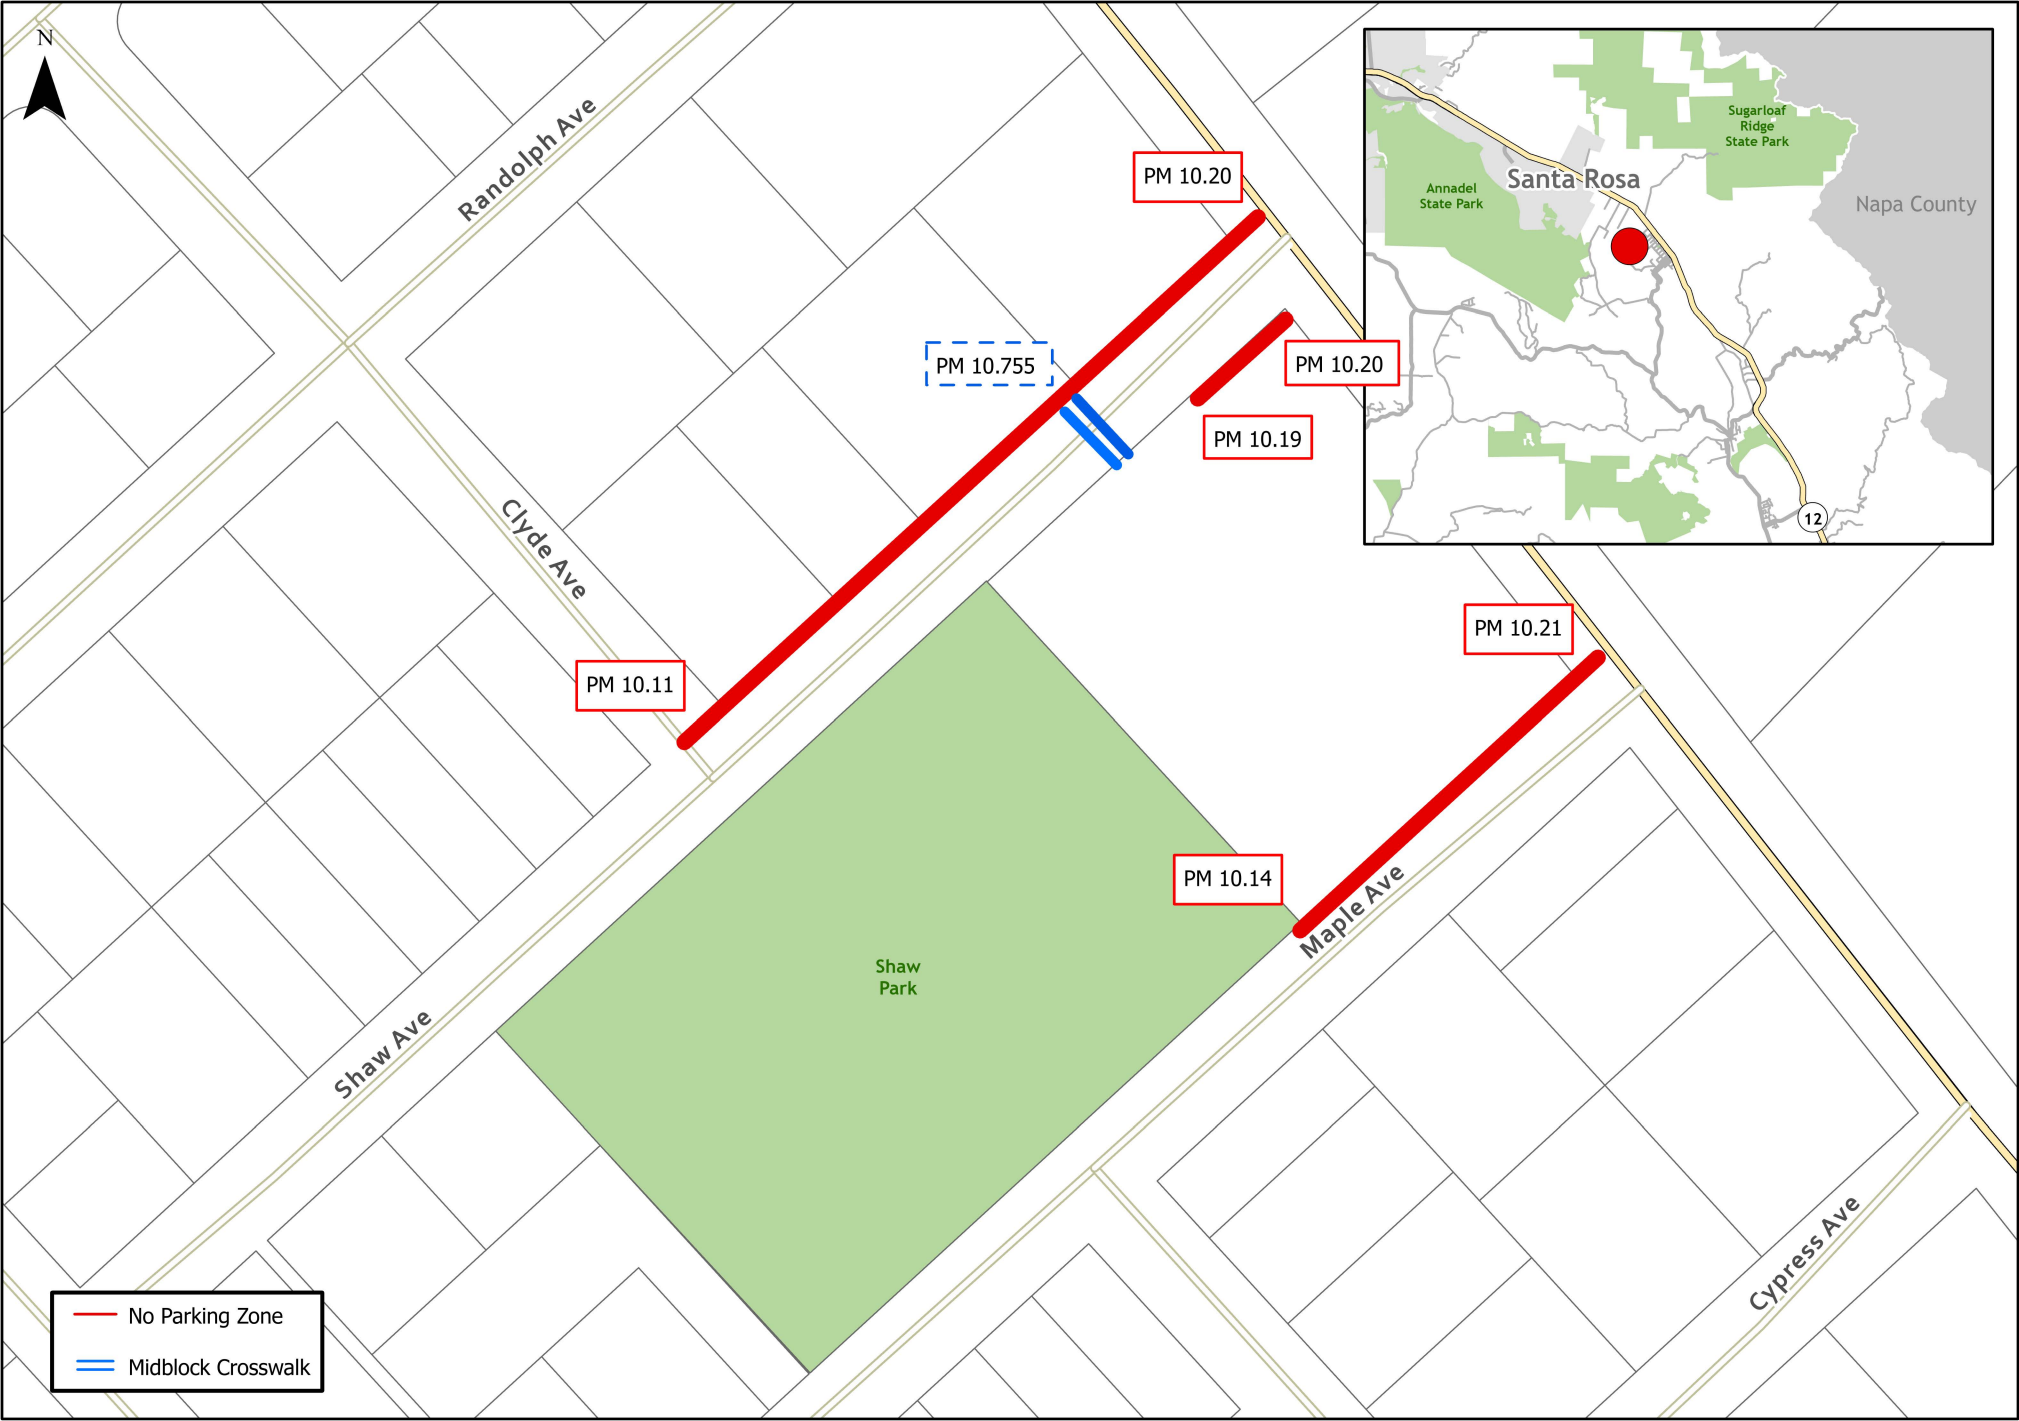 N
Randolph Ave
PM 10.20
Sugarloaf
Ridge
State Park
Santa Rosa
Annadel
State Park
Napa County
PM 10.755
PM 10.20
PM 10.19
12
Clyde Ave
PM 10.21
PM 10.11
PM 10.14
Maple Ave
Shaw
Park
Shaw Ave
Cypress Ave
No Parking Zone
Midblock Crosswalk